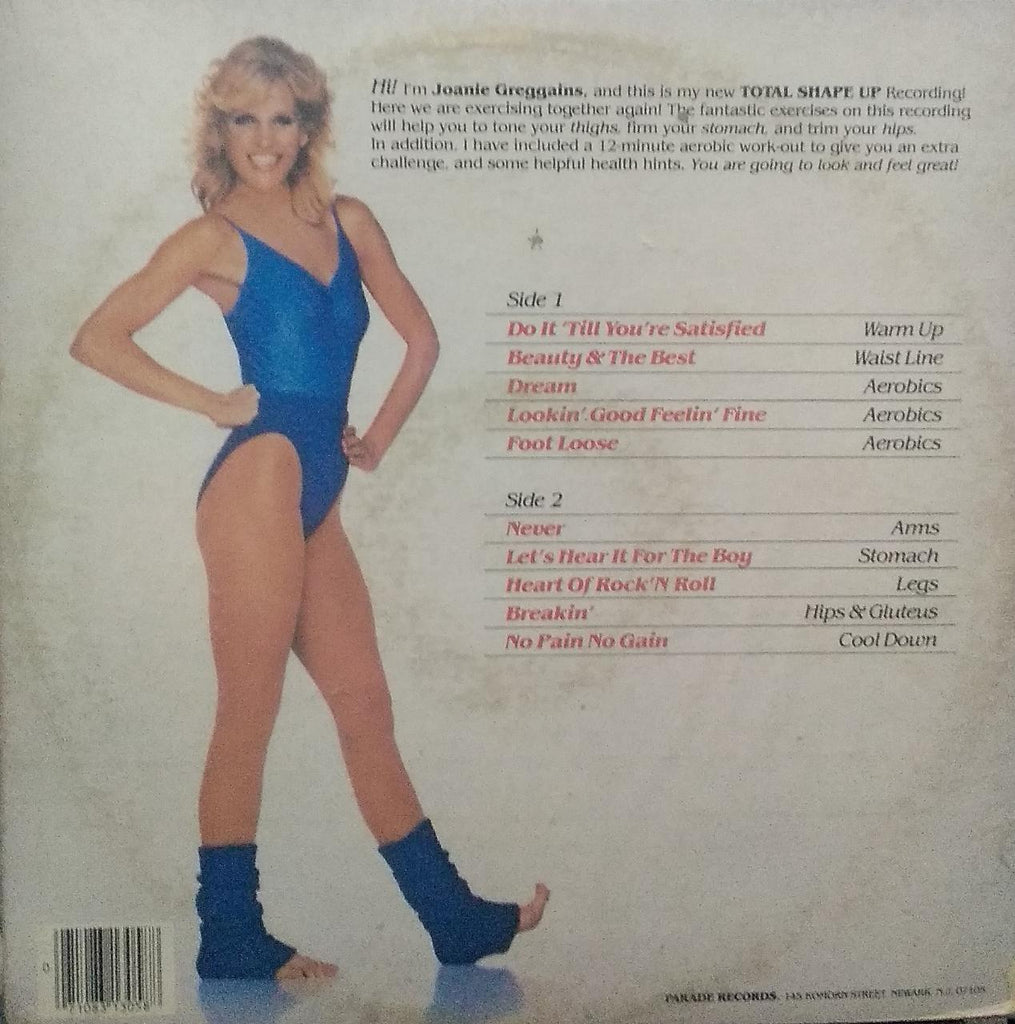 Hi! I'm Joanie Greggains, and this is my new TOTAL SHAPE UP Recording!
Here we are exercising together again! The fantastic exercises on this recording
will help you to tone your thighs, firm your stomach, and trim your hips.
In addition, I have included a 12-minute aerobic work-out to give you an extra
challenge, and some helpful health hints. You are going to look and feel great!
Side 1
Do It 'Till You're Satisfied Warm Up
Beauty & The Best Waist Line
Dream Aerobics
Lookin' Good Feelin' Fine Aerobics
Foot Loose Aerobics
Side 2
Never Arms
Let's Hear It For The Boy Stomach
Heart Of Rock 'N Roll Legs
Breakin' Hips & Gluteus
No Pain No Gain Cool Down
0
PARADE RECORDS, 145 KOMORN STREET NEWARK, N.J. 07105